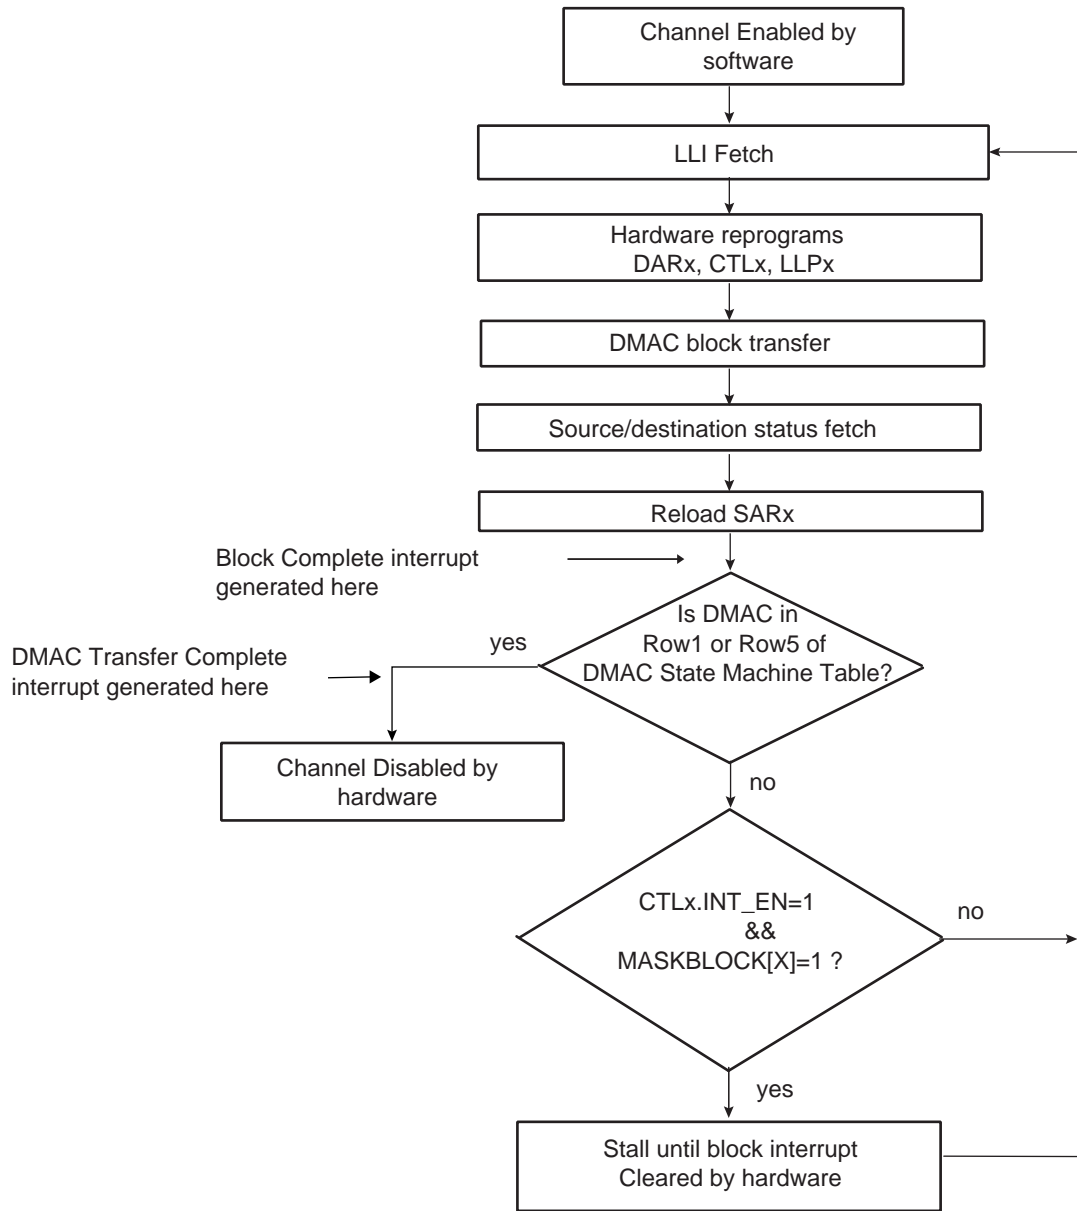 Channel Enabled by
software
LLI Fetch
Hardware reprograms
DARx, CTLx, LLPx
DMAC block transfer
Source/destination status fetch
Reload SARx
Block Complete interrupt
generated here
Is DMAC in
Row1 or Row5 of
DMAC State Machine Table?
yes
DMAC Transfer Complete
interrupt generated here
Channel Disabled by
hardware
no
CTLx.INT_EN=1
&&
MASKBLOCK[X]=1 ?
no
yes
Stall until block interrupt
Cleared by hardware